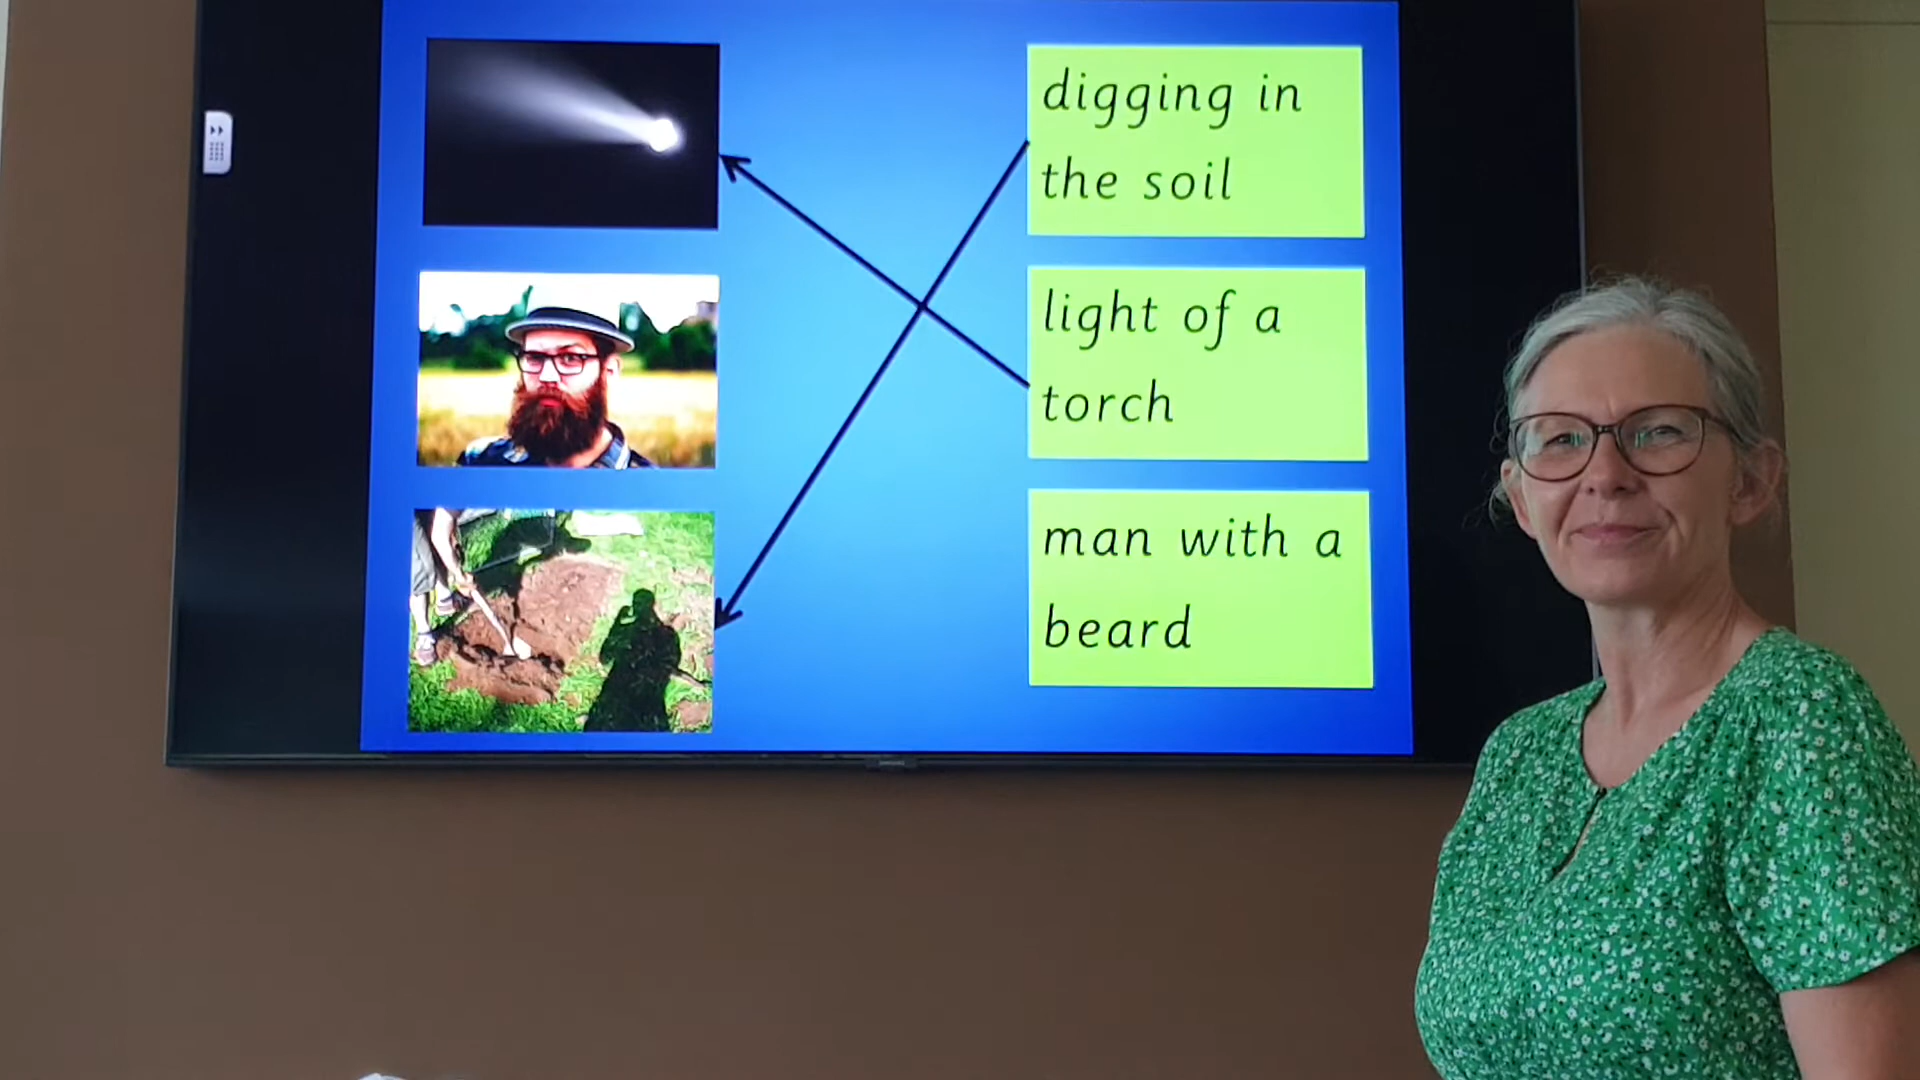 digging in
the soil
light of a
torch
man with a
beard